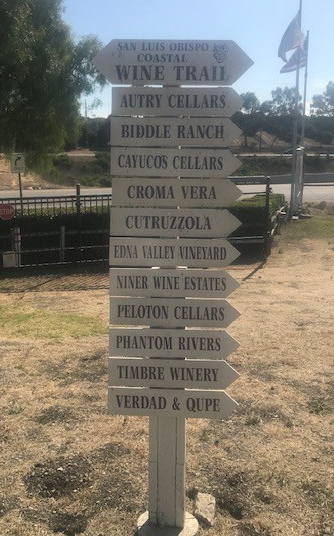 SAN LUIS OBISPO
COASTAL
WINE TRAIL
AUTRY CELLARS
BIDDLE RANCH
CAYUCOS CELLARS
CROMA VERA
CUTRUZZOLA
EDNA VALLEY VINEYARD
NINER WINE ESTATES
PELOTON CELLARS
PHANTOM RIVERS
TIMBRE WINERY
VERDAD & QUPE
STOP